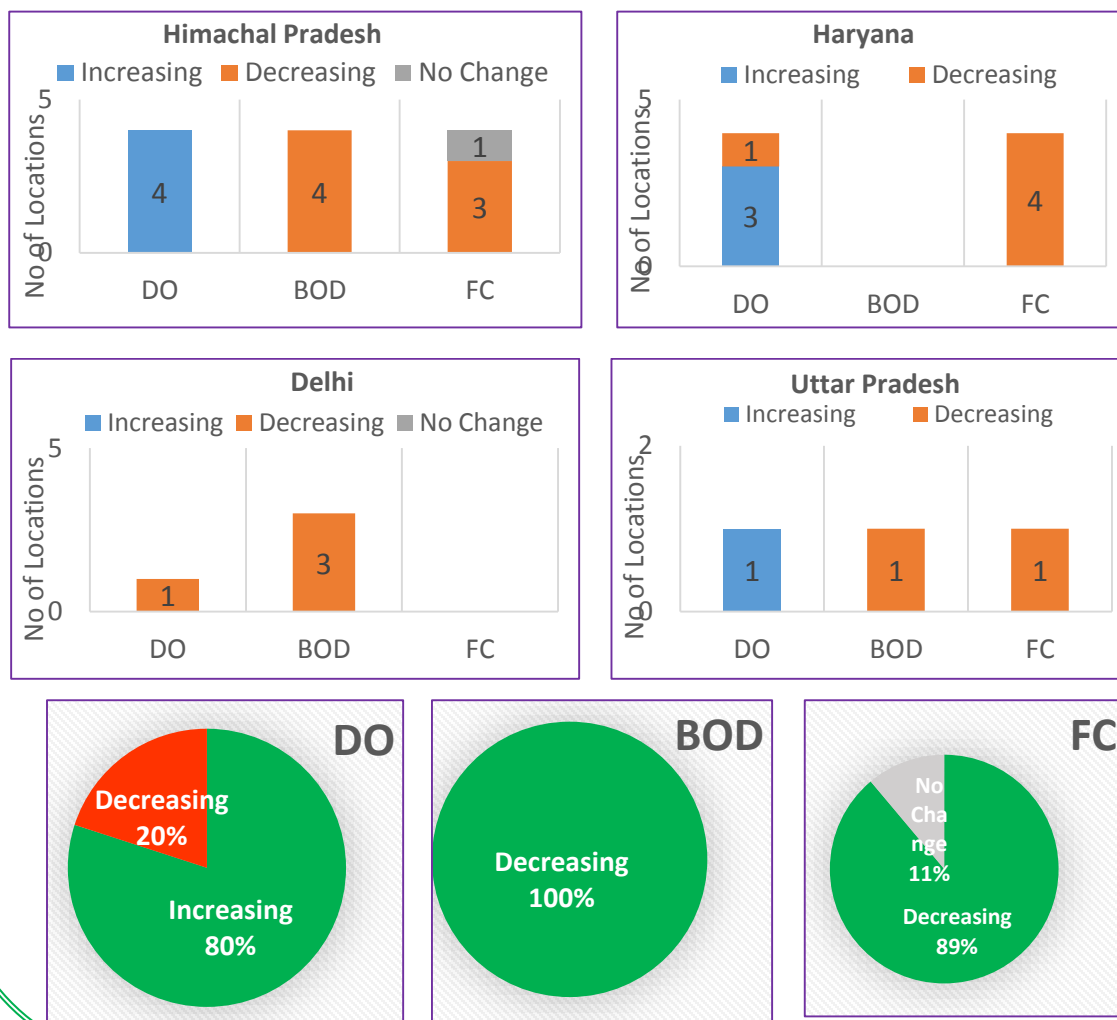 Himachal Pradesh
Increasing Decreasing No Change
No of Locations
5
0
4
4
1
3
DO BOD FC
Haryana
Increasing Decreasing
No of Locations
5
0
1
3
4
DO BOD FC
Delhi
Increasing Decreasing No Change
No of Locations
5
0
1
3
DO BOD FC
Uttar Pradesh
Increasing Decreasing
No of Locations
2
0
1
1
1
DO BOD FC
DO
Decreasing
20%
Increasing
80%
BOD
Decreasing
100%
FC
No
Cha
nge
11%
Decreasing
89%